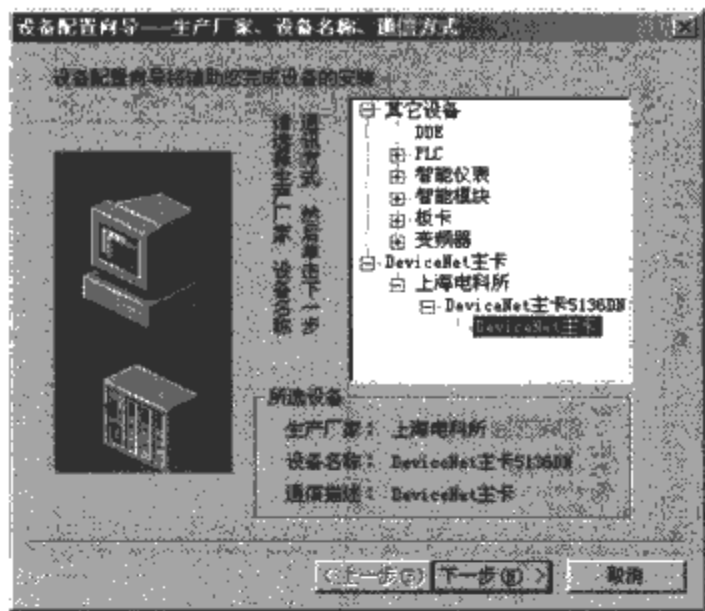 设备配置向导——生产厂家、设备名称、通信方式
设备配置向导将辅助您完成设备的安装
请选择生产厂家 设备名称
通讯方式 然后单击下一步
其它设备
DDE
PLC
智能仪表
智能模块
板卡
变频器
DeviceNet主卡
上海电科所
DeviceNet主卡5136DN
DeviceNet主卡
所选设备
生产厂家: 上海电科所
设备名称: DeviceNet主卡5136DN
通信描述: DeviceNet主卡
<上一步(B) 下一步(N) > 取消